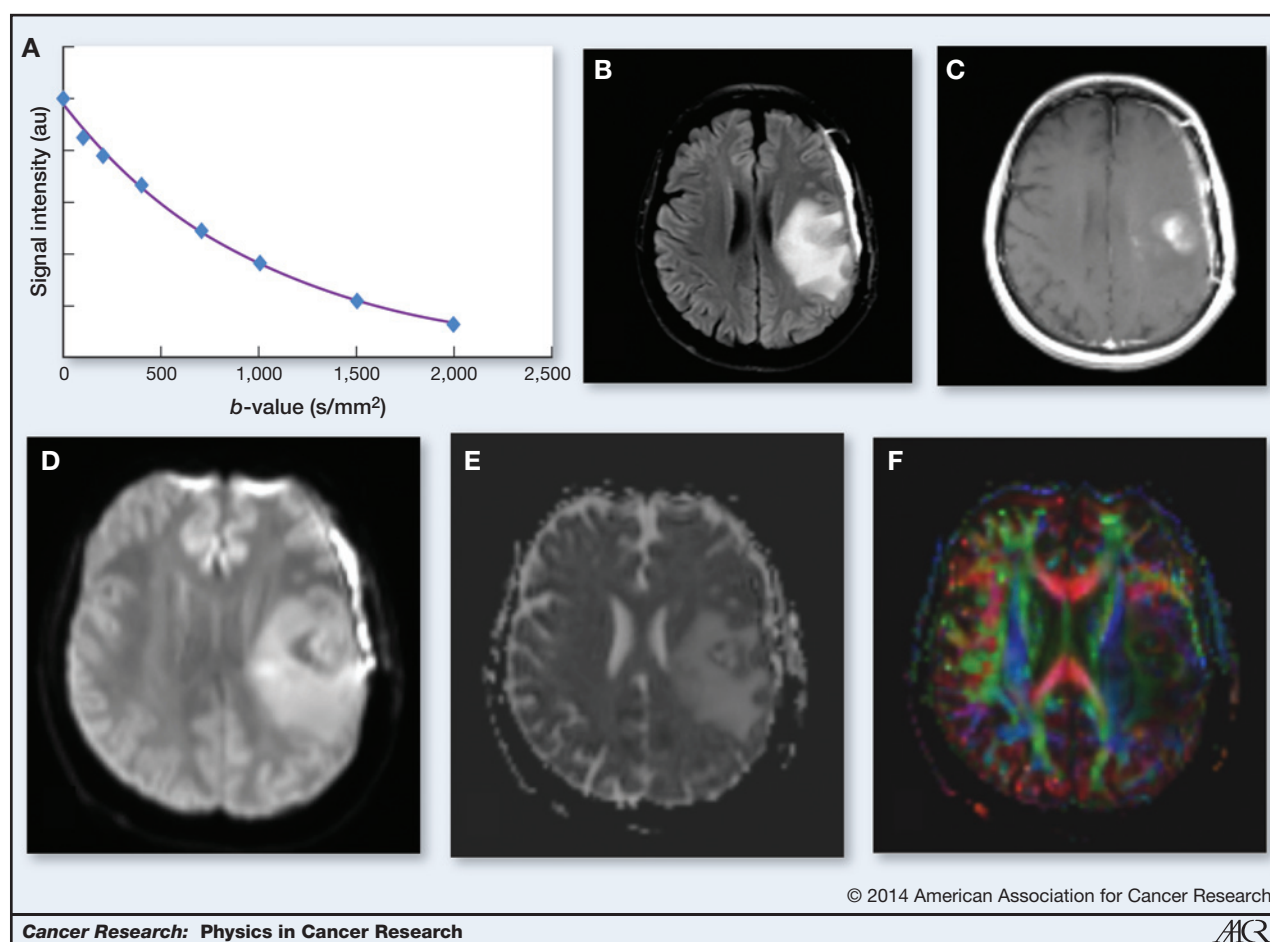 A
B
C
Signal intensity (au)
0
500
1,000
1,500
2,000
2,500
b-value (s/mm²)
D
E
F
© 2014 American Association for Cancer Research
Cancer Research: Physics in Cancer Research
AACR